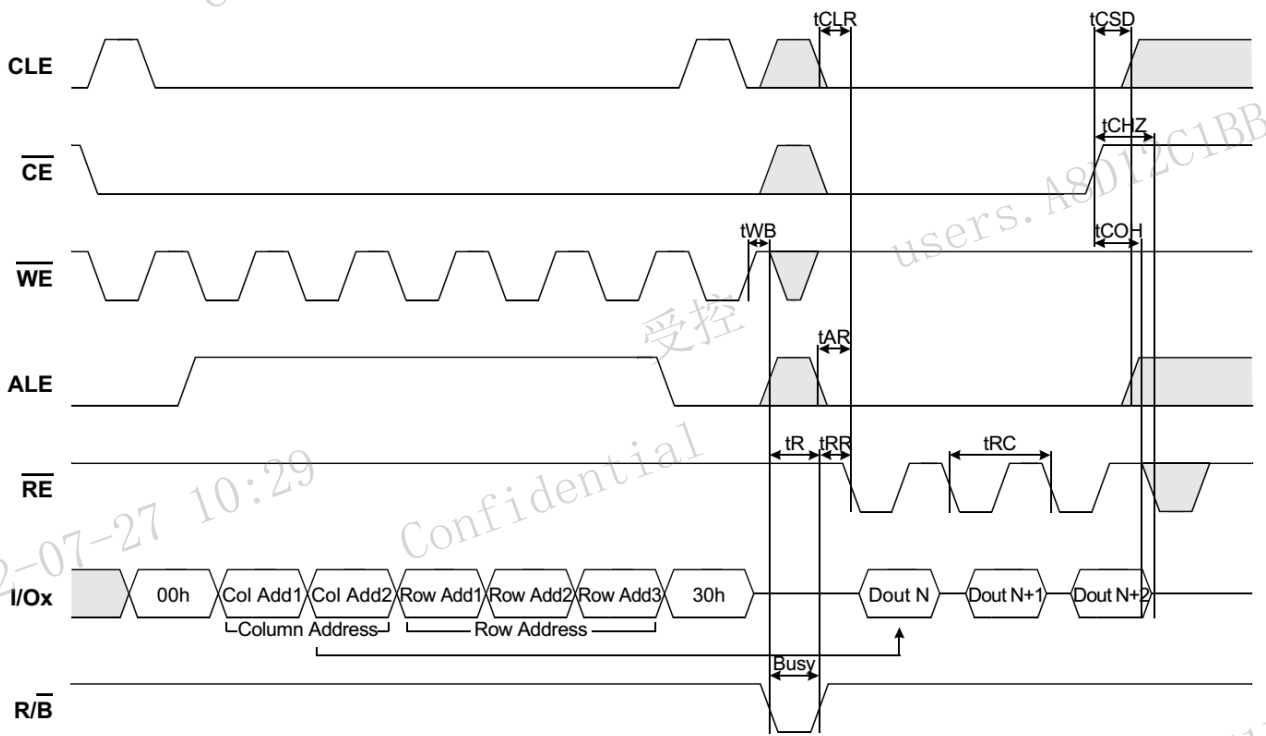 tCLR
tCSD
CLE
tCHZ
CE
users.A8D12C1BB
tWB
tCOH
WE
受控
tAR
ALE
tR
tRR
tRC
RE
2-07-27 10:29
Confidential
I/Ox
00h
Col Add1
Col Add2
Row Add1
Row Add2
Row Add3
30h
Dout N
Dout N+1
Dout N+2
Column Address
Row Address
Busy
R/B